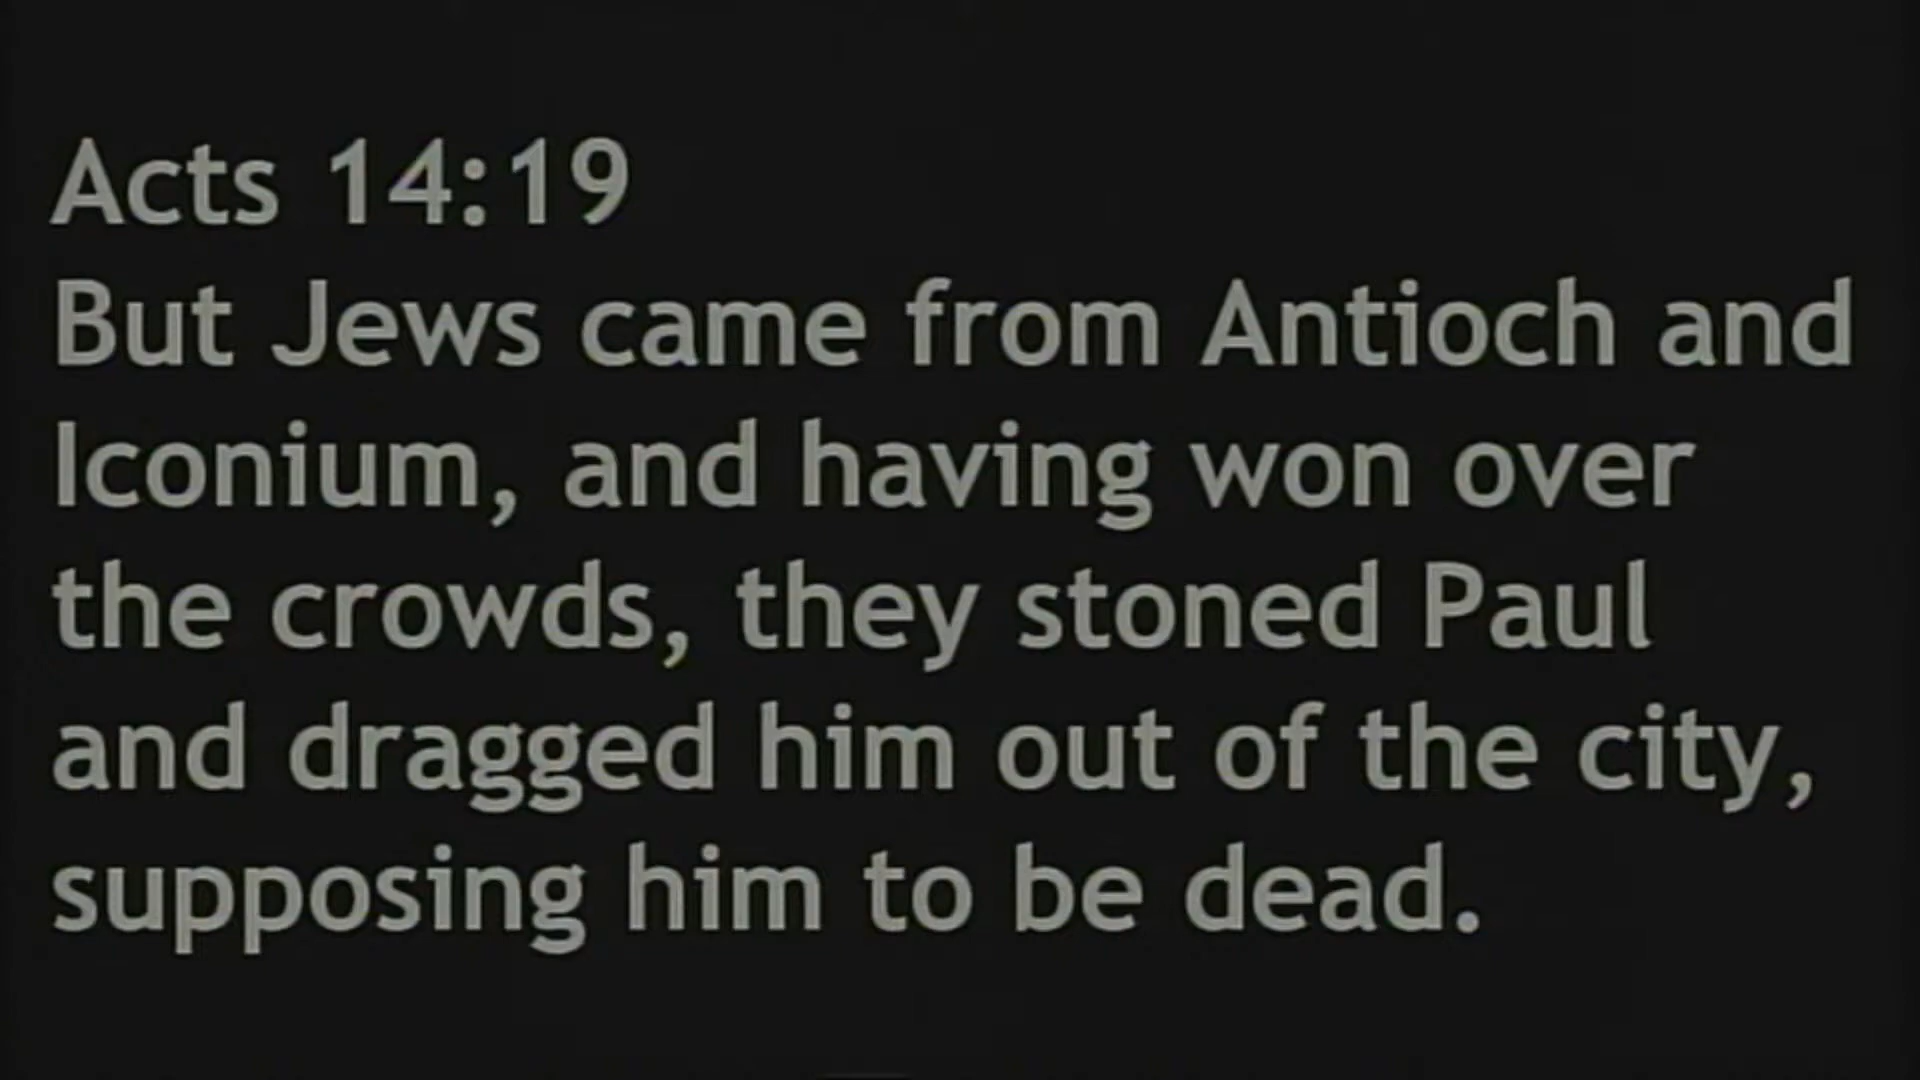 Acts 14:19
But Jews came from Antioch and
Iconium, and having won over
the crowds, they stoned Paul
and dragged him out of the city,
supposing him to be dead.